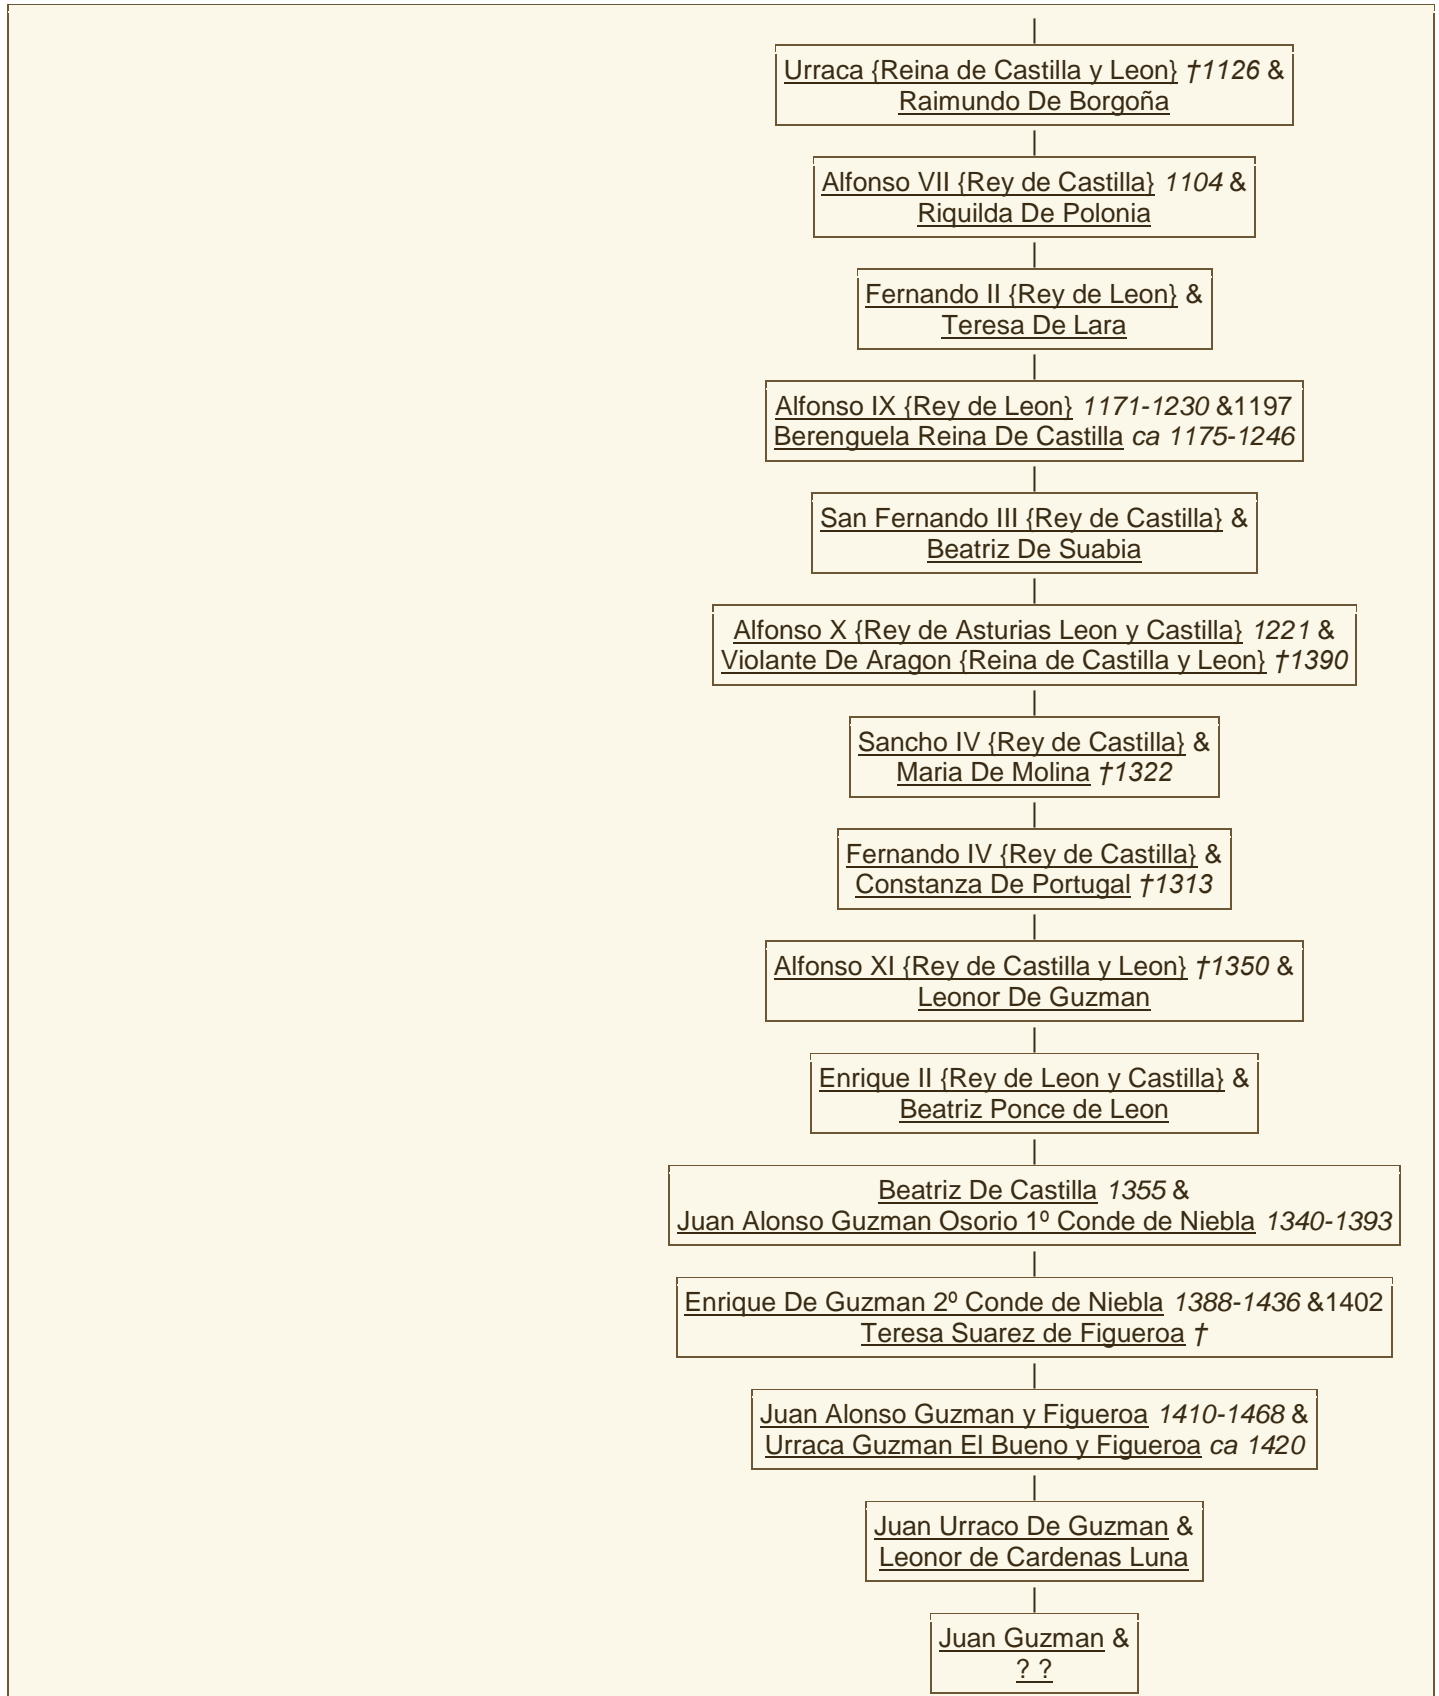 Urraca {Reina de Castilla y Leon} †1126 &
Raimundo De Borgoña
Alfonso VII {Rey de Castilla} 1104 &
Riquilda De Polonia
Fernando II {Rey de Leon} &
Teresa De Lara
Alfonso IX {Rey de Leon} 1171-1230 &1197
Berenguela Reina De Castilla ca 1175-1246
San Fernando III {Rey de Castilla} &
Beatriz De Suabia
Alfonso X {Rey de Asturias Leon y Castilla} 1221 &
Violante De Aragon {Reina de Castilla y Leon} †1390
Sancho IV {Rey de Castilla} &
Maria De Molina †1322
Fernando IV {Rey de Castilla} &
Constanza De Portugal †1313
Alfonso XI {Rey de Castilla y Leon} †1350 &
Leonor De Guzman
Enrique II {Rey de Leon y Castilla} &
Beatriz Ponce de Leon
Beatriz De Castilla 1355 &
Juan Alonso Guzman Osorio 1º Conde de Niebla 1340-1393
Enrique De Guzman 2º Conde de Niebla 1388-1436 &1402
Teresa Suarez de Figueroa †
Juan Alonso Guzman y Figueroa 1410-1468 &
Urraca Guzman El Bueno y Figueroa ca 1420
Juan Urraco De Guzman &
Leonor de Cardenas Luna
Juan Guzman &
? ?